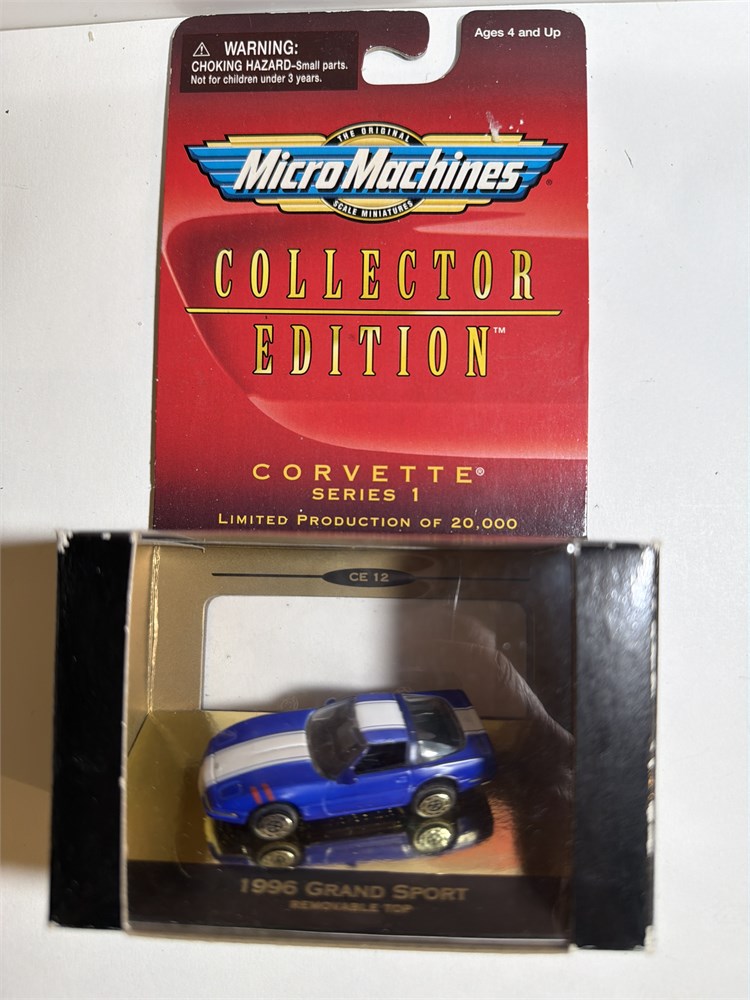 ⚠ WARNING:
CHOKING HAZARD–Small parts.
Not for children under 3 years.
Ages 4 and Up
THE ORIGINAL
Micro Machines®
SCALE MINIATURES
COLLECTOR
EDITION™
CORVETTE®
SERIES 1
LIMITED PRODUCTION OF 20,000
CE 12
1996 GRAND SPORT
REMOVABLE TOP